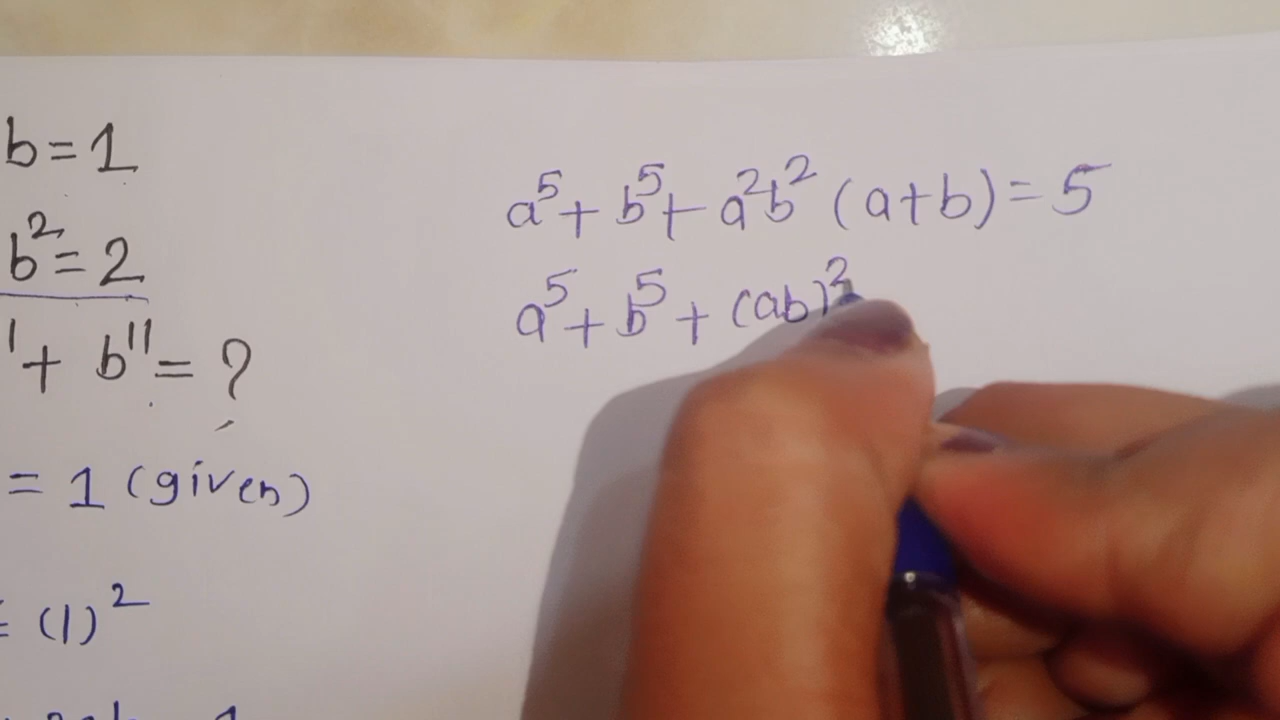 b=1
b²=2
¹+ b¹¹=?
= 1 (given)
= (1)²
a⁵+ b⁵+ a²b² (a+b)=5
a⁵+ b⁵+ (ab)²